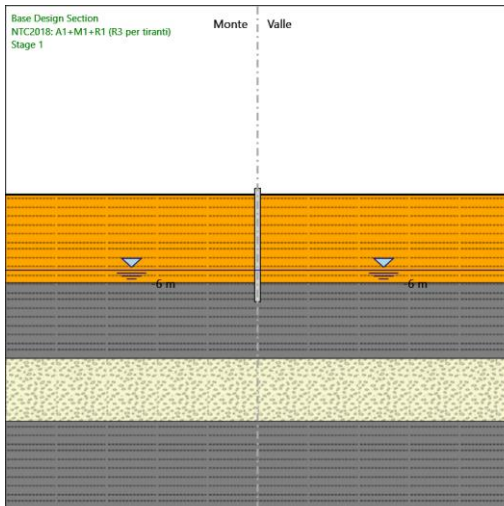 Base Design Section
NTC2018: A1+M1+R1 (R3 per tiranti)
Stage 1
Monte
Valle
-6 m
-6 m